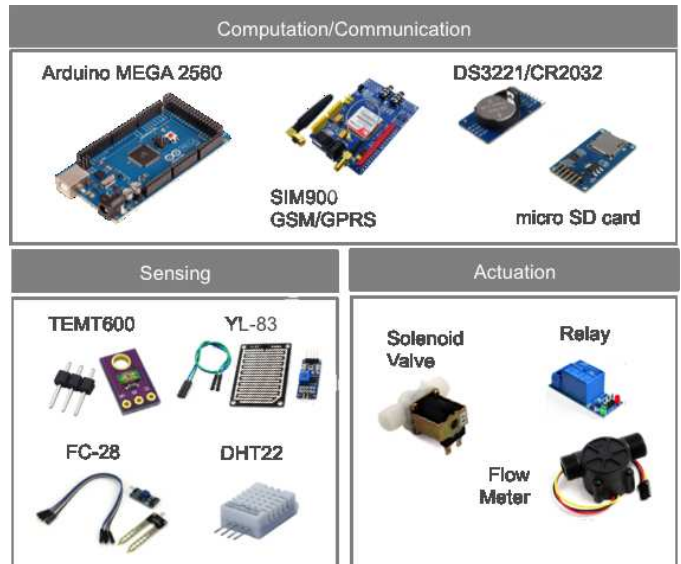 Computation/Communication
Arduino MEGA 2560
DS3221/CR2032
SIM900
GSM/GPRS
micro SD card
Sensing
Actuation
TEMT600
YL-83
Solenoid
Valve
Relay
FC-28
DHT22
Flow
Meter